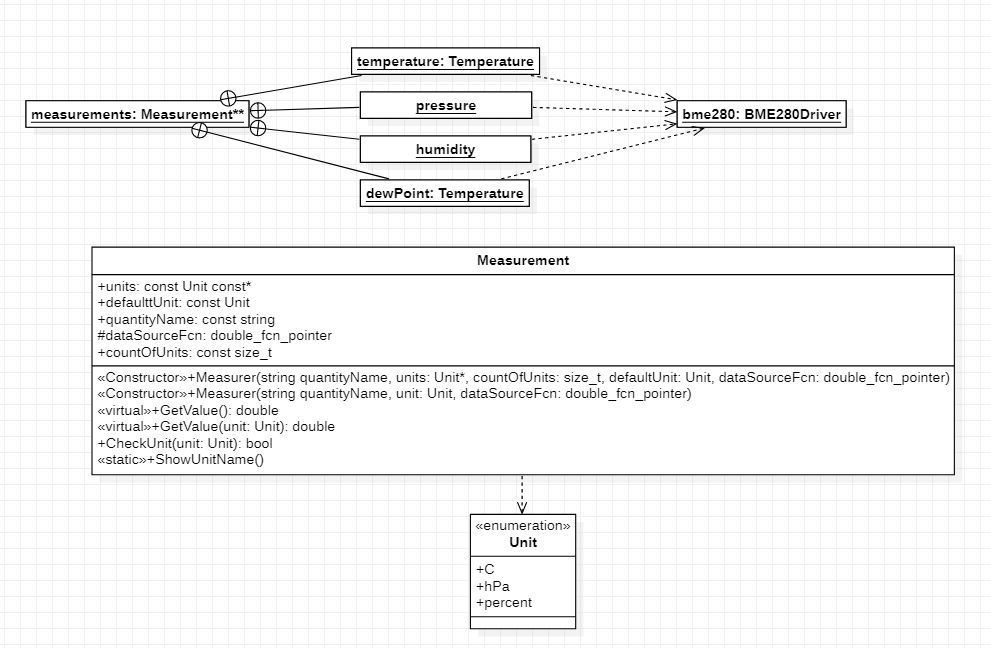 temperature: Temperature
measurements: Measurement**
pressure
bme280: BME280Driver
humidity
dewPoint: Temperature
Measurement
+units: const Unit const*
+defaulttUnit: const Unit
+quantityName: const string
#dataSourceFcn: double_fcn_pointer
+countOfUnits: const size_t
«Constructor»+Measurer(string quantityName, units: Unit*, countOfUnits: size_t, defaultUnit: Unit, dataSourceFcn: double_fcn_pointer)
«Constructor»+Measurer(string quantityName, unit: Unit, dataSourceFcn: double_fcn_pointer)
«virtual»+GetValue(): double
«virtual»+GetValue(unit: Unit): double
+CheckUnit(unit: Unit): bool
«static»+ShowUnitName()
«enumeration»
Unit
+C
+hPa
+percent